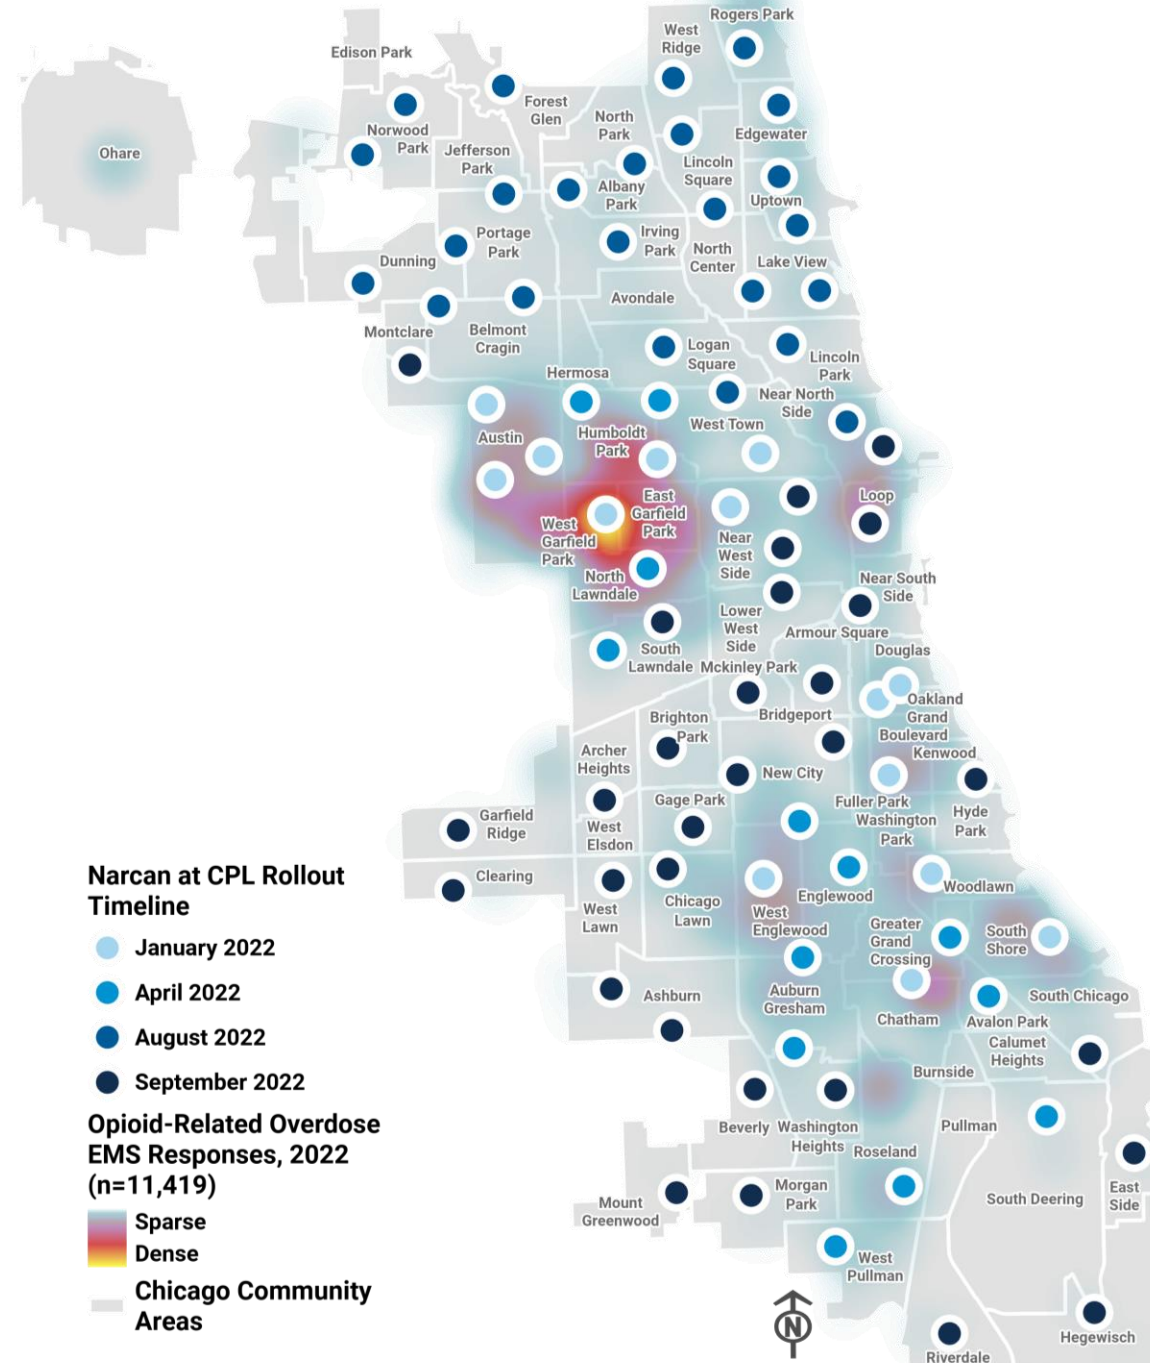 Rogers Park
West
Ridge
Edison Park
Forest
Glen
North
Park
Edgewater
Norwood
Park
Jefferson
Park
Lincoln
Square
Ohare
Albany
Park
Uptown
Portage
Park
Irving
Park
North
Center
Lake View
Dunning
Avondale
Montclare
Belmont
Cragin
Logan
Square
Lincoln
Park
Hermosa
Near North
Side
Austin
Humboldt
Park
West Town
East
Garfield
Park
Loop
West
Garfield
Park
Near
West
Side
North
Lawndale
Near South
Side
Lower
West
Side
Armour Square
South
Lawndale
Mckinley Park
Douglas
Oakland
Grand
Boulevard
Kenwood
Bridgeport
Brighton
Park
Archer
Heights
New City
Gage Park
Fuller Park
Washington
Park
Hyde
Park
Garfield
Ridge
West
Elsdon
Clearing
West
Lawn
Chicago
Lawn
West
Englewood
Englewood
Woodlawn
Greater
Grand
Crossing
South
Shore
Ashburn
Auburn
Gresham
Chatham
Avalon Park
South Chicago
Calumet
Heights
Burnside
Beverly
Washington
Heights
Roseland
Pullman
Mount
Greenwood
Morgan
Park
South Deering
East
Side
West
Pullman
Hegewisch
Riverdale
N
Narcan at CPL Rollout
Timeline
January 2022
April 2022
August 2022
September 2022
Opioid-Related Overdose
EMS Responses, 2022
(n=11,419)
Sparse
Dense
Chicago Community
Areas